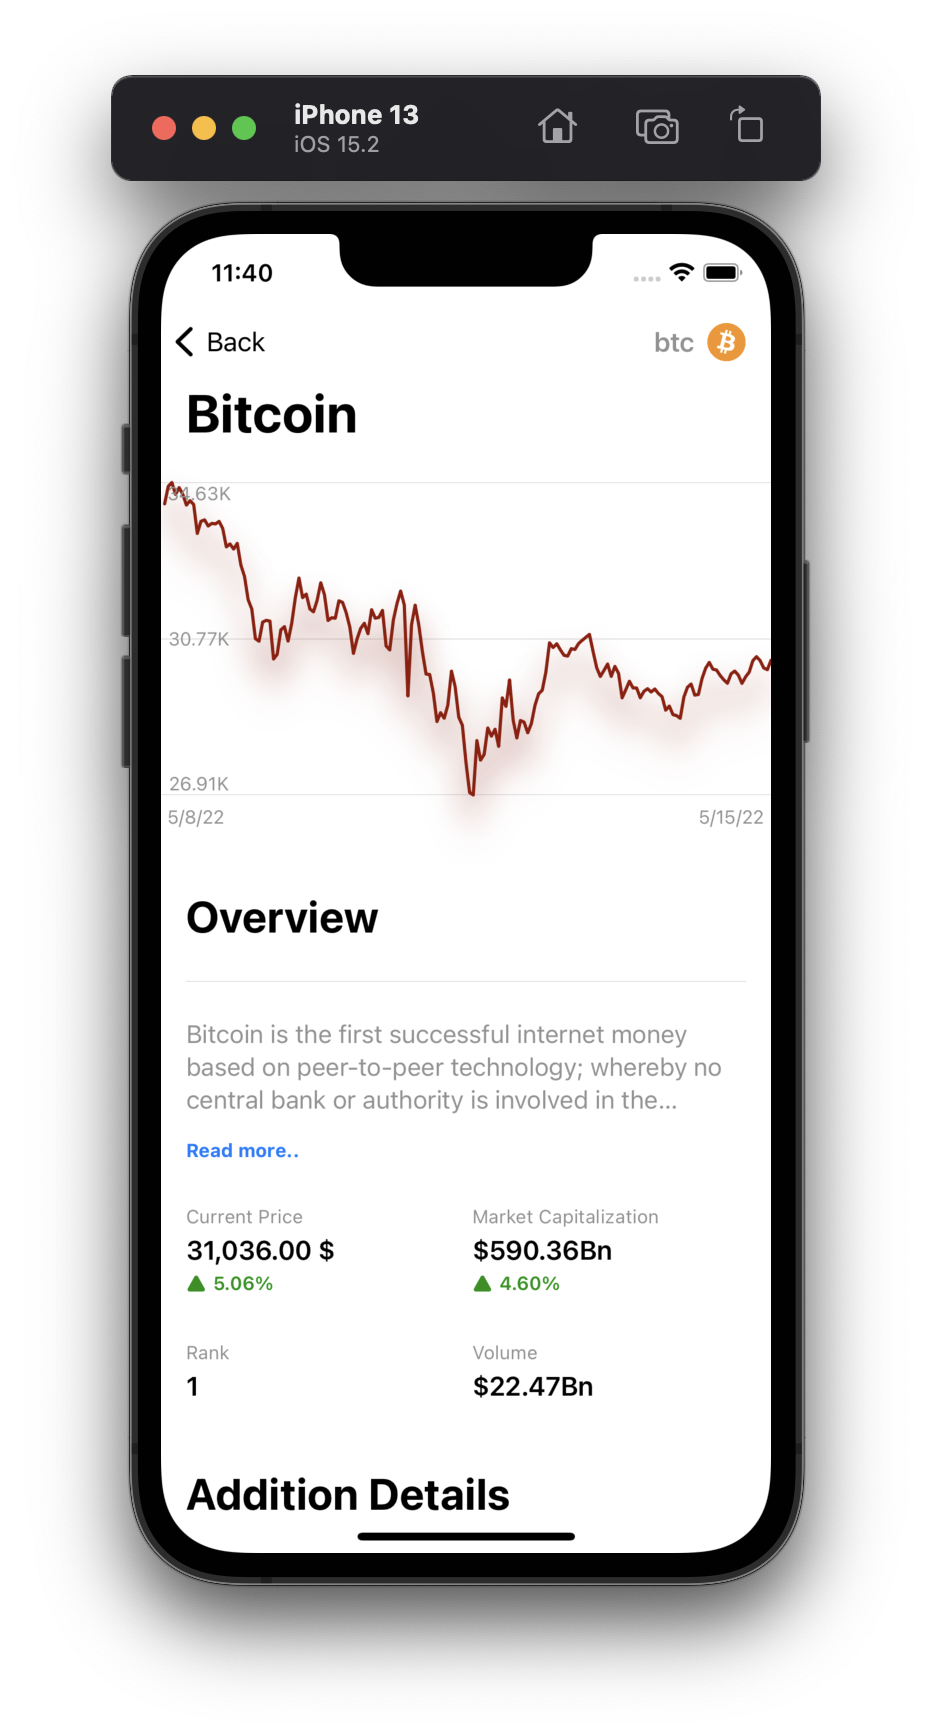 iPhone 13
iOS 15.2
11:40
Back
btc
Bitcoin
34.63K
30.77K
26.91K
5/8/22 5/15/22
Overview
Bitcoin is the first successful internet money
based on peer-to-peer technology; whereby no
central bank or authority is involved in the...
Read more..
Current Price Market Capitalization
31,036.00 $ $590.36Bn
5.06% 4.60%
Rank Volume
1 $22.47Bn
Addition Details